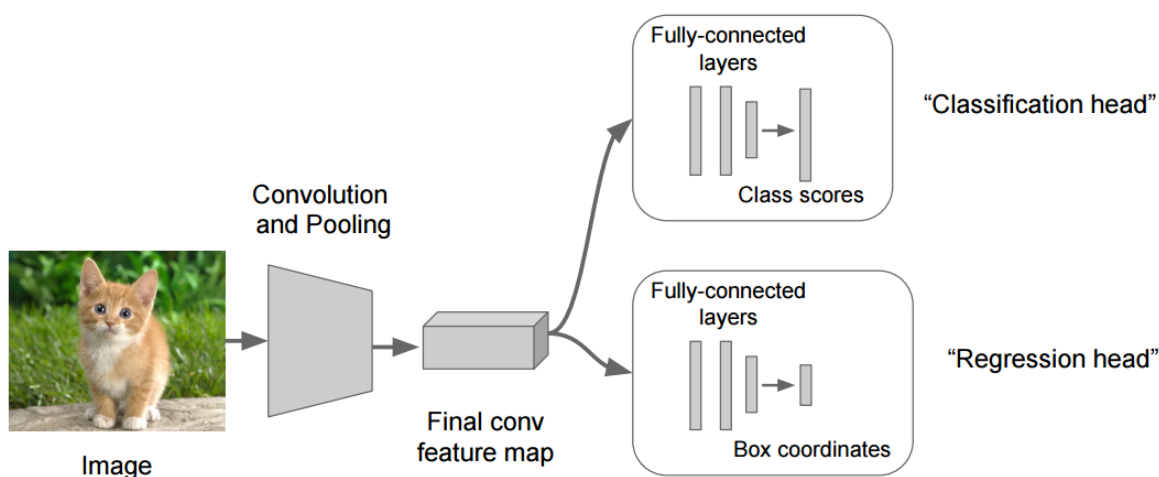 Fully-connected
layers
Class scores
“Classification head”
Convolution
and Pooling
Image
Final conv
feature map
Fully-connected
layers
Box coordinates
“Regression head”